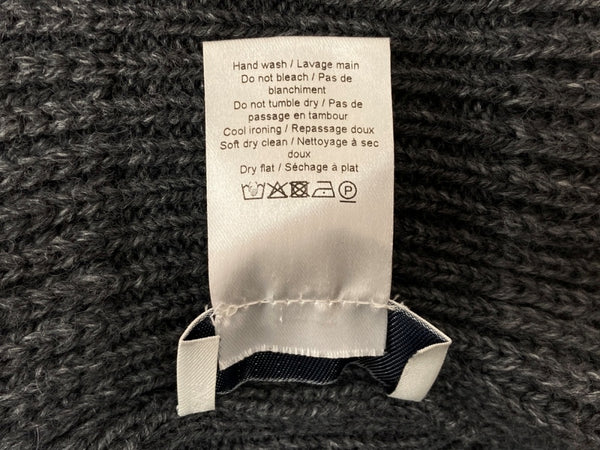 Hand wash / Lavage main
Do not bleach / Pas de
blanchiment
Do not tumble dry / Pas de
passage en tambour
Cool ironing / Repassage doux
Soft dry clean / Nettoyage à sec
doux
Dry flat / Séchage à plat
P